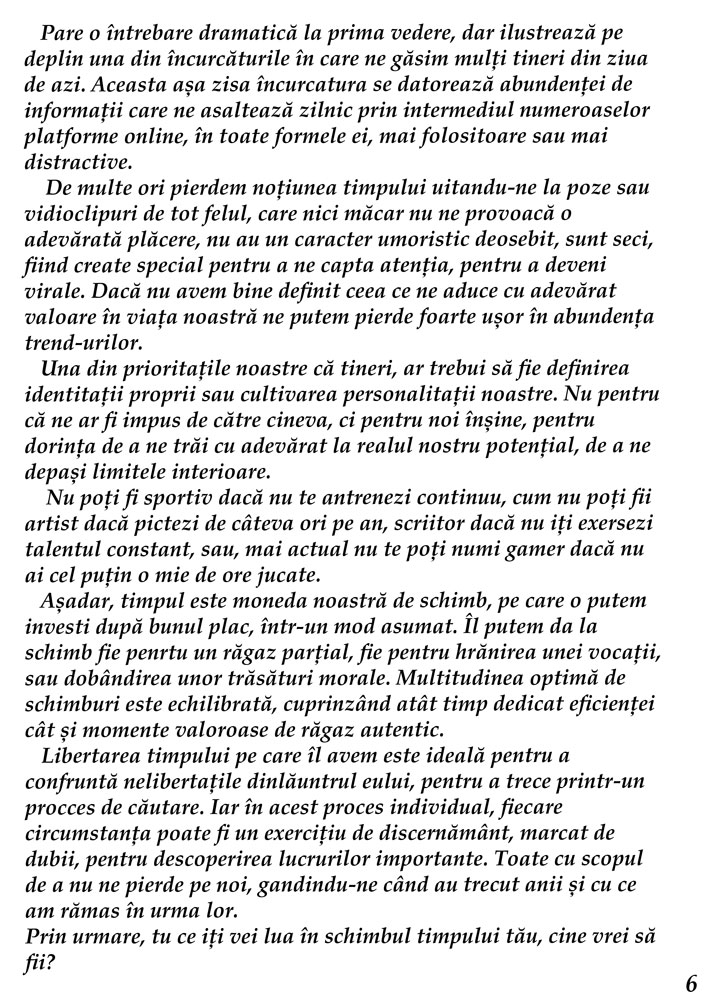 Pare o întrebare dramatică la prima vedere, dar ilustrează pe
deplin una din încurcăturile în care ne găsim mulți tineri din ziua
de azi. Aceasta așa zisa încurcatura se datorează abundenței de
informații care ne asaltează zilnic prin intermediul numeroaselor
platforme online, în toate formele ei, mai folositoare sau mai
distractive.
De multe ori pierdem noțiunea timpului uitandu-ne la poze sau
vidioclipuri de tot felul, care nici măcar nu ne provoacă o
adevărată plăcere, nu au un caracter umoristic deosebit, sunt seci,
fiind create special pentru a ne capta atenția, pentru a deveni
virale. Dacă nu avem bine definit ceea ce ne aduce cu adevărat
valoare în viața noastră ne putem pierde foarte ușor în abundența
trend-urilor.
Una din prioritațile noastre că tineri, ar trebui să fie definirea
identitații proprii sau cultivarea personalitații noastre. Nu pentru
că ne ar fi impus de către cineva, ci pentru noi înșine, pentru
dorința de a ne trăi cu adevărat la realul nostru potențial, de a ne
depași limitele interioare.
Nu poți fi sportiv dacă nu te antrenezi continuu, cum nu poți fii
artist dacă pictezi de câteva ori pe an, scriitor dacă nu iți exersezi
talentul constant, sau, mai actual nu te poți numi gamer dacă nu
ai cel puțin o mie de ore jucate.
Așadar, timpul este moneda noastră de schimb, pe care o putem
investi după bunul plac, într-un mod asumat. Îl putem da la
schimb fie penrtu un răgaz parțial, fie pentru hrănirea unei vocații,
sau dobândirea unor trăsături morale. Multitudinea optimă de
schimburi este echilibrată, cuprinzând atât timp dedicat eficienței
cât și momente valoroase de răgaz autentic.
Libertarea timpului pe care îl avem este ideală pentru a
confruntă nelibertațile dinlăuntrul eului, pentru a trece printr-un
procces de căutare. Iar în acest proces individual, fiecare
circumstanța poate fi un exercițiu de discernământ, marcat de
dubii, pentru descoperirea lucrurilor importante. Toate cu scopul
de a nu ne pierde pe noi, gandindu-ne când au trecut anii și cu ce
am rămas în urma lor.
Prin urmare, tu ce iți vei lua în schimbul timpului tău, cine vrei să
fii?
6